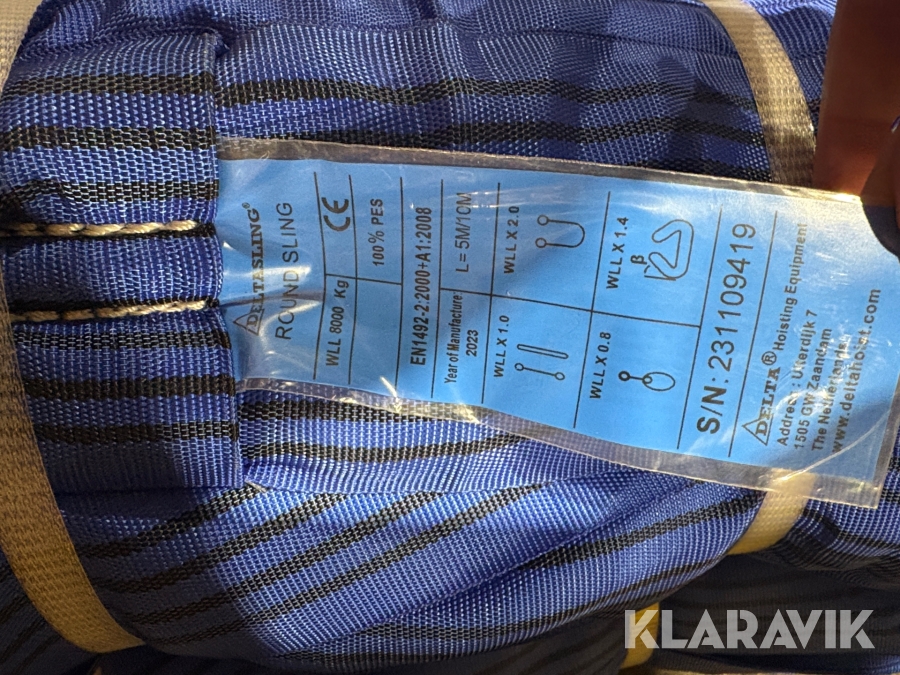 DELTASLING®
ROUND SLING
WLL 8000 Kg
CE
100% PES
EN1492-2:2000+A1:2008
Year of Manufacture
2023
L= 5M/10M
WLL X 1.0
WLL X 2.0
WLL X 0.8
WLL X 1.4
β
S/N: 231109419
DELTA® Hoisting Equipment
Address : Uiterdijk 7
1505 GW Zaandam
The Netherlands
www.deltahoist.com
KLARAVIK